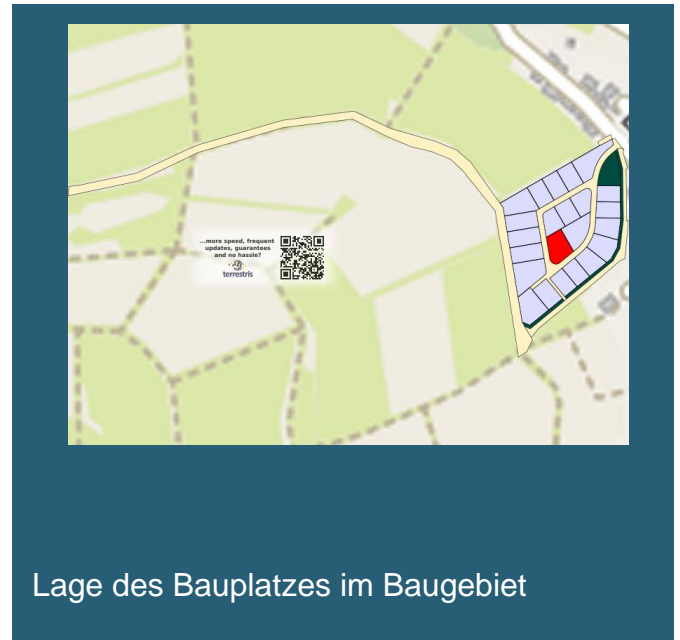 ...more speed, frequent
updates, guarantees
and no hassle?
terrestris
Lage des Bauplatzes im Baugebiet